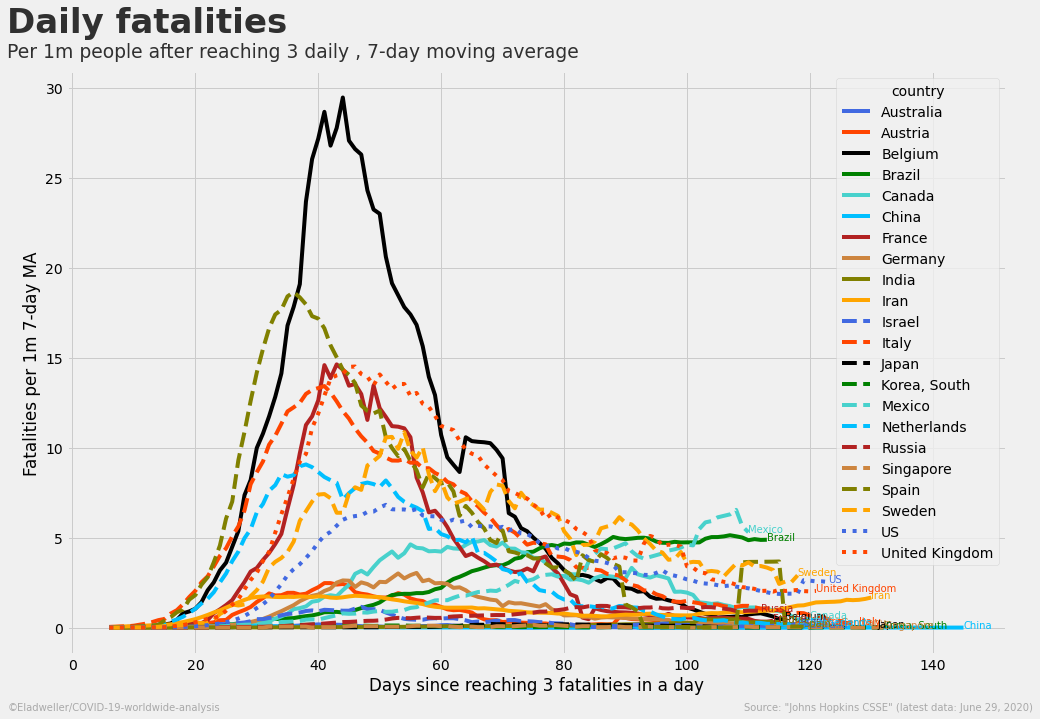 Daily fatalities
Per 1m people after reaching 3 daily , 7-day moving average
Fatalities per 1m 7-day MA
30
25
20
15
10
5
0
0 20 40 60 80 100 120 140
Days since reaching 3 fatalities in a day
country
Australia
Austria
Belgium
Brazil
Canada
China
France
Germany
India
Iran
Israel
Italy
Japan
Korea, South
Mexico
Netherlands
Russia
Singapore
Spain
Sweden
US
United Kingdom
Mexico
Brazil
Sweden
US
United Kingdom
Iran
Russia
Belgium
Canada
Italy
Japan
China
©Eladweller/COVID-19-worldwide-analysis
Source: "Johns Hopkins CSSE" (latest data: June 29, 2020)